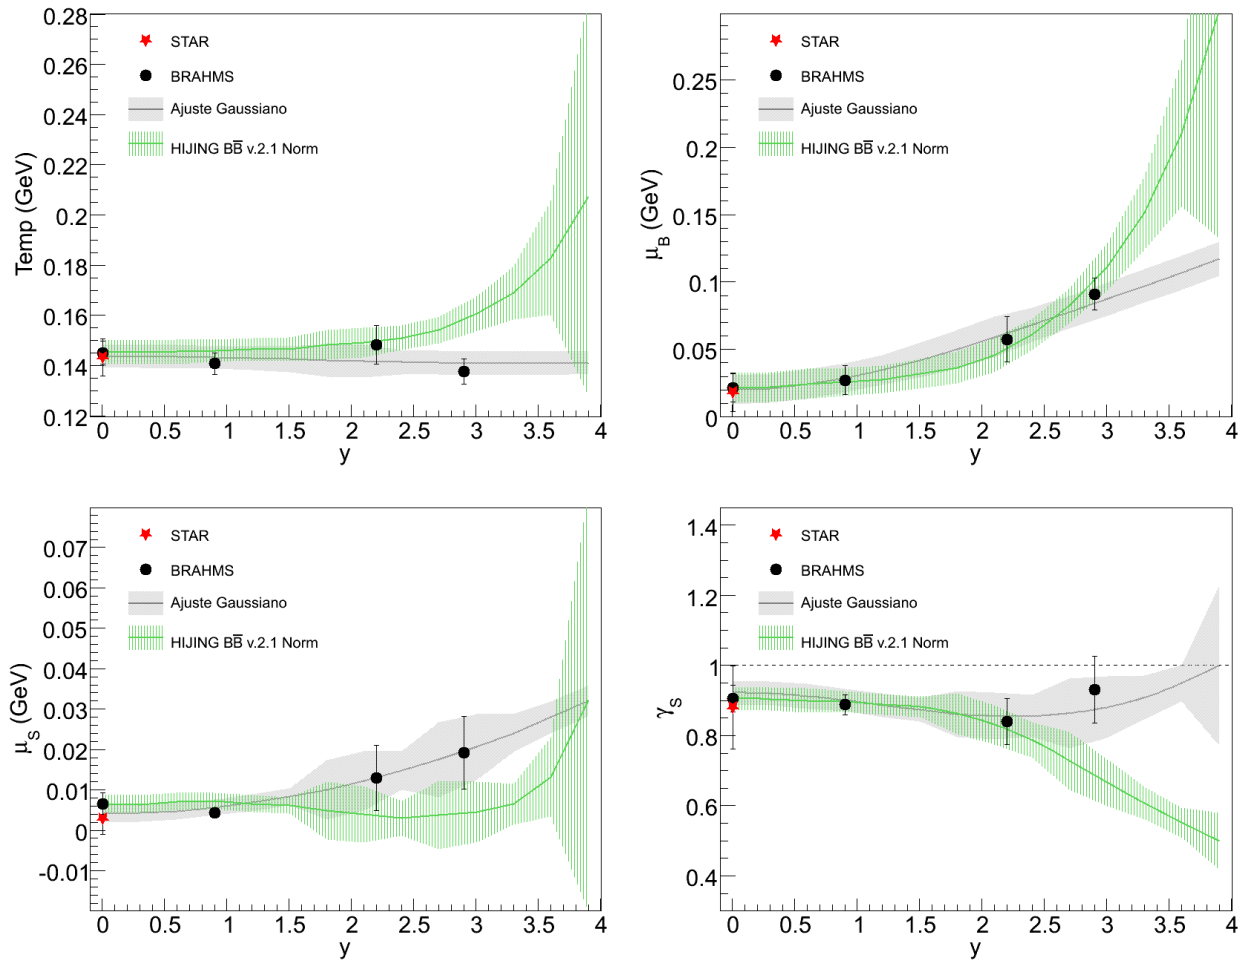 0.28
0.26
0.24
0.22
0.2
0.18
0.16
0.14
0.12
Temp (GeV)
STAR
BRAHMS
Ajuste Gaussiano
HIJING BB̅ v.2.1 Norm
0 0.5 1 1.5 2 2.5 3 3.5 4
y
0.25
0.2
0.15
0.1
0.05
0
μB (GeV)
STAR
BRAHMS
Ajuste Gaussiano
HIJING BB̅ v.2.1 Norm
0 0.5 1 1.5 2 2.5 3 3.5 4
y
0.07
0.06
0.05
0.04
0.03
0.02
0.01
0
-0.01
μS (GeV)
STAR
BRAHMS
Ajuste Gaussiano
HIJING BB̅ v.2.1 Norm
0 0.5 1 1.5 2 2.5 3 3.5 4
y
1.4
1.2
1
0.8
0.6
0.4
γS
STAR
BRAHMS
Ajuste Gaussiano
HIJING BB̅ v.2.1 Norm
0 0.5 1 1.5 2 2.5 3 3.5 4
y